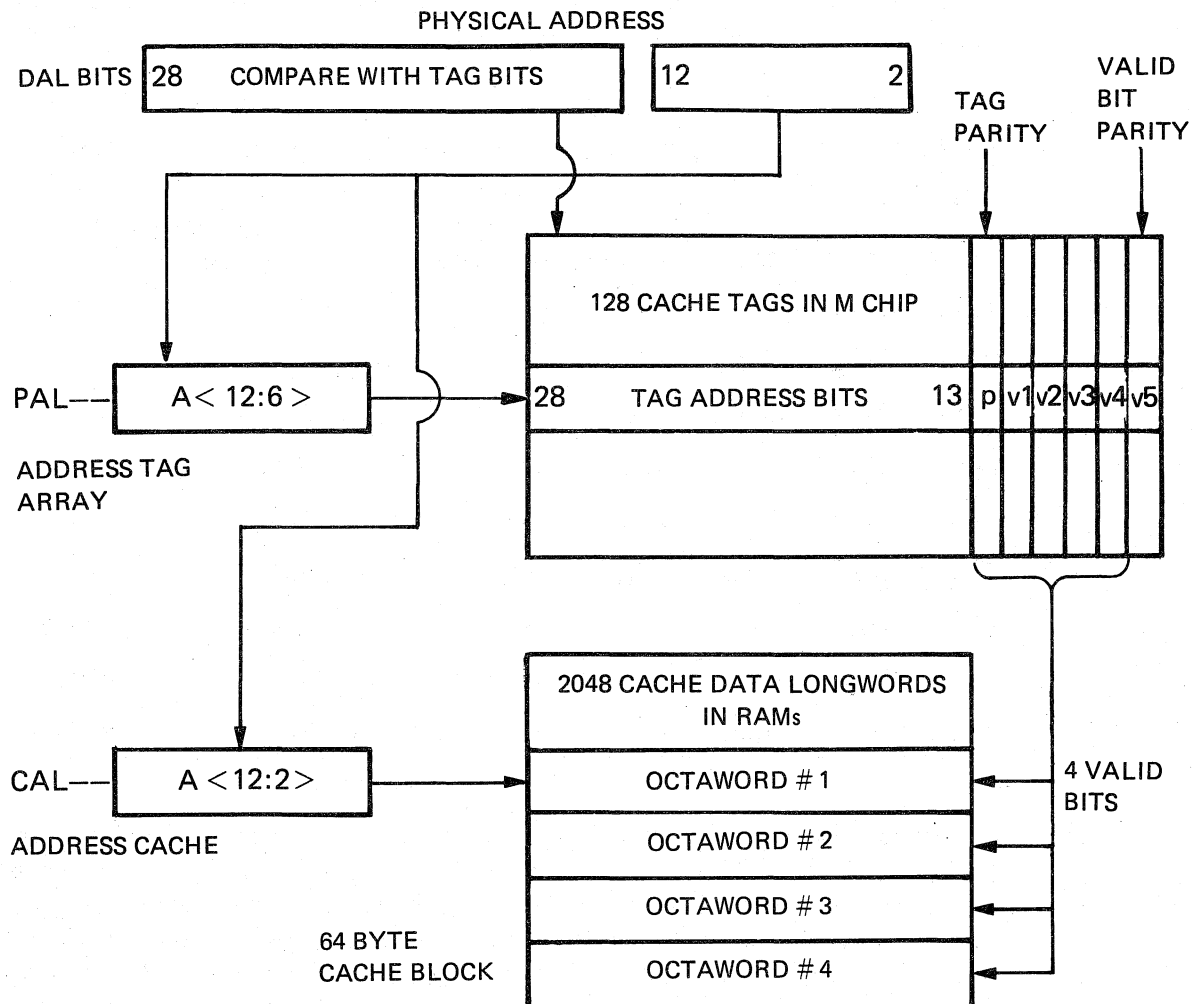 PHYSICAL ADDRESS
DAL BITS 28 COMPARE WITH TAG BITS 12 2
TAG
PARITY
VALID
BIT
PARITY
128 CACHE TAGS IN M CHIP
PAL-- A< 12:6 > 28 TAG ADDRESS BITS 13 p v1 v2 v3 v4 v5
ADDRESS TAG
ARRAY
2048 CACHE DATA LONGWORDS
IN RAMs
CAL-- A <12:2> OCTAWORD #1
4 VALID
BITS
ADDRESS CACHE
OCTAWORD #2
OCTAWORD #3
64 BYTE
CACHE BLOCK
OCTAWORD #4